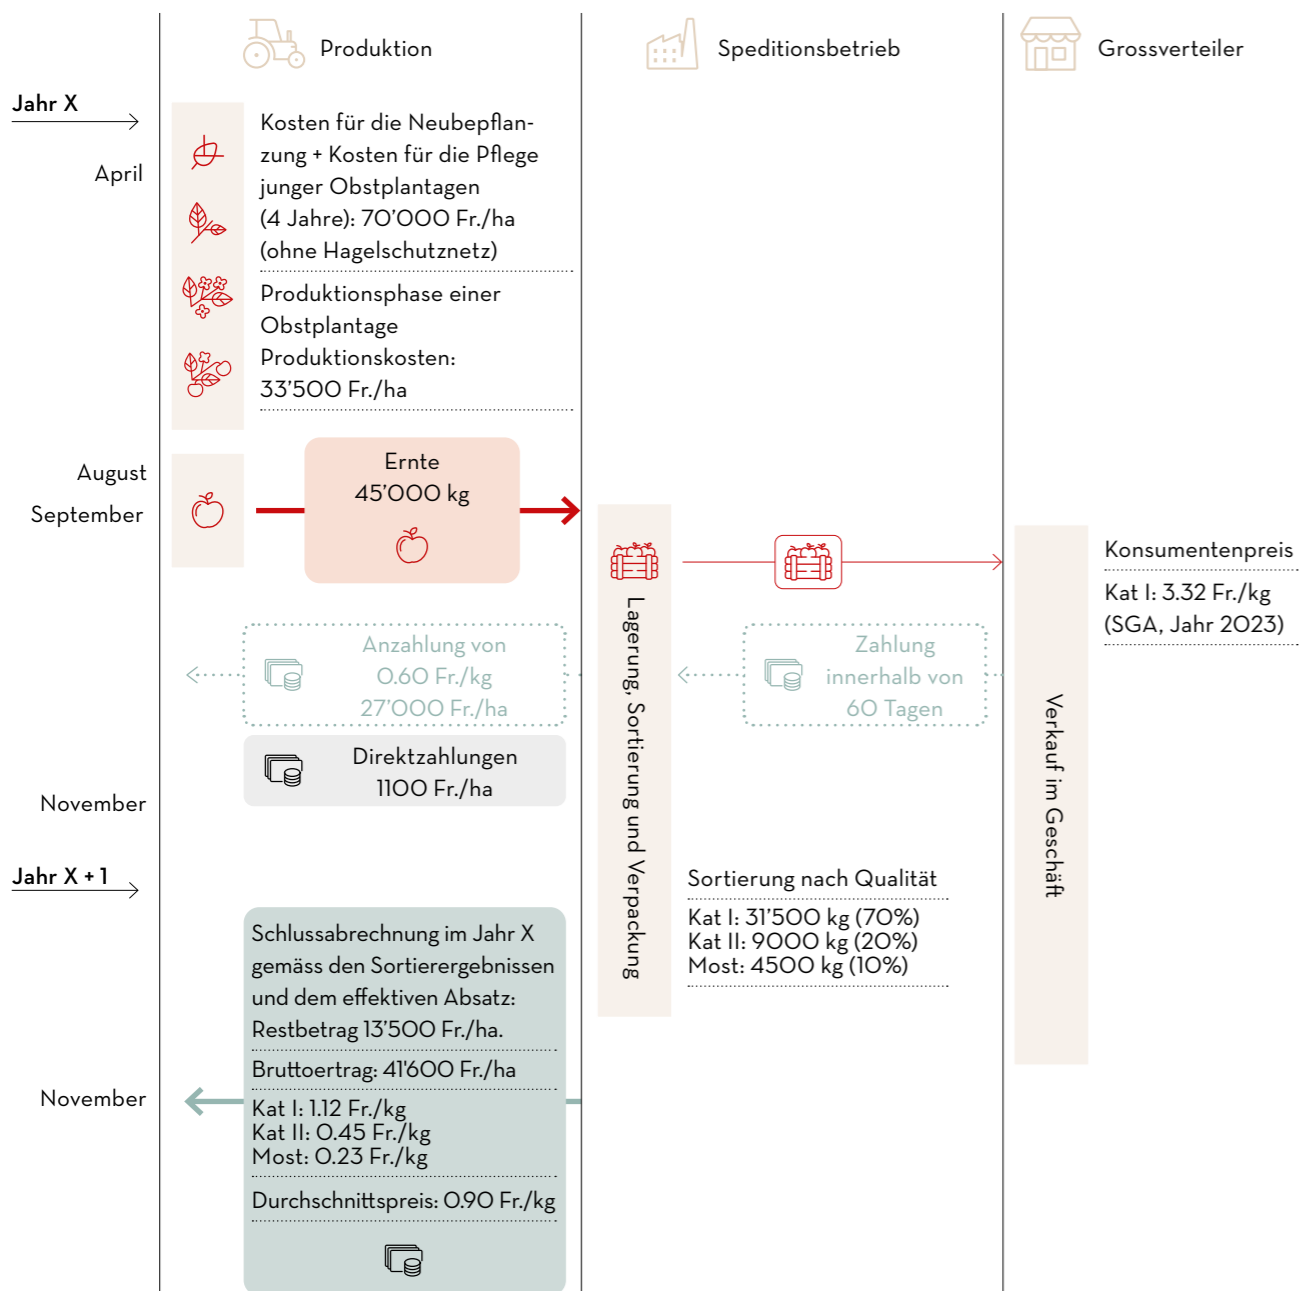 Produktion
Speditionsbetrieb
Grossverteiler
Jahr X
April
Kosten für die Neubepflan-
zung + Kosten für die Pflege
junger Obstplantagen
(4 Jahre): 70'000 Fr./ha
(ohne Hagelschutznetz)
Produktionsphase einer
Obstplantage
Produktionskosten:
33'500 Fr./ha
August
September
Ernte
45'000 kg
Konsumentenpreis
Kat I: 3.32 Fr./kg
(SGA, Jahr 2023)
Anzahlung von
0.60 Fr./kg
27'000 Fr./ha
Zahlung
innerhalb von
60 Tagen
Lagerung, Sortierung und Verpackung
Verkauf im Geschäft
Direktzahlungen
1100 Fr./ha
November
Jahr X + 1
Sortierung nach Qualität
Kat I: 31'500 kg (70%)
Kat II: 9000 kg (20%)
Most: 4500 kg (10%)
Schlussabrechnung im Jahr X
gemäss den Sortierergebnissen
und dem effektiven Absatz:
Restbetrag 13'500 Fr./ha.
Bruttoertrag: 41'600 Fr./ha
November
Kat I: 1.12 Fr./kg
Kat II: 0.45 Fr./kg
Most: 0.23 Fr./kg
Durchschnittspreis: 0.90 Fr./kg